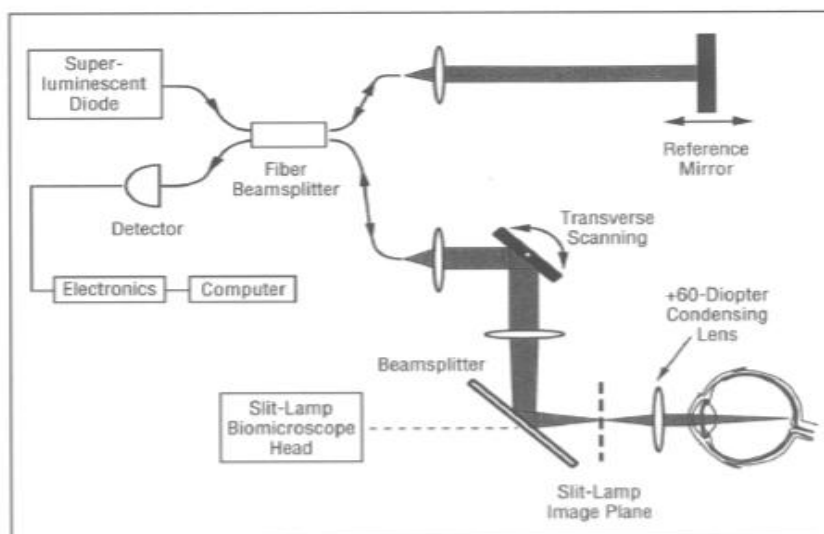 Super-
luminescent
Diode
Fiber
Beamsplitter
Detector
Electronics
Computer
Reference
Mirror
Transverse
Scanning
+60-Diopter
Condensing
Lens
Beamsplitter
Slit-Lamp
Biomicroscope
Head
Slit-Lamp
Image Plane